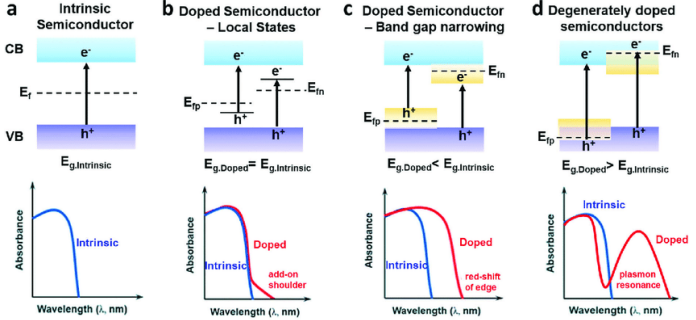 a
Intrinsic
Semiconductor
CB
e-
Ef
VB
h+
Eg.Intrinsic
Absorbance
Intrinsic
Wavelength (λ, nm)
b
Doped Semiconductor
– Local States
e-
e-
Efn
Efp
h+
h+
Eg.Doped= Eg.Intrinsic
Absorbance
Doped
Intrinsic
add-on
shoulder
Wavelength (λ, nm)
c
Doped Semiconductor
– Band gap narrowing
e-
Efn
e-
h+
Efp
h+
Eg.Doped< Eg.Intrinsic
Absorbance
Doped
Intrinsic
red-shift
of edge
Wavelength (λ, nm)
d
Degenerately doped
semiconductors
e-
e-
Efn
Efp
h+
h+
Eg.Doped> Eg.Intrinsic
Absorbance
Intrinsic
Doped
plasmon
resonance
Wavelength (λ, nm)